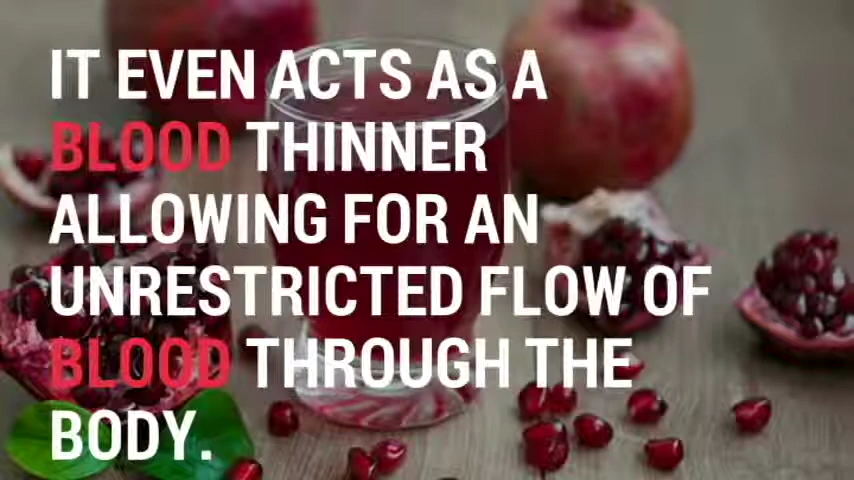 IT EVEN ACTS AS A
BLOOD THINNER
ALLOWING FOR AN
UNRESTRICTED FLOW OF
BLOOD THROUGH THE
BODY.